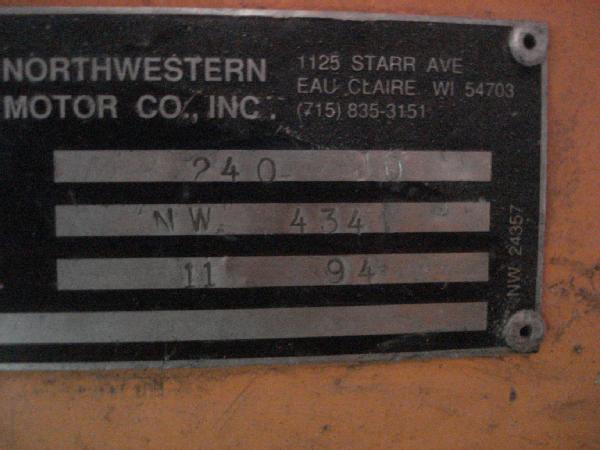 NORTHWESTERN
MOTOR CO., INC.
1125 STARR AVE
EAU CLAIRE, WI 54703
(715) 835-3151
240 D
NW 434
11 94
NW 24357